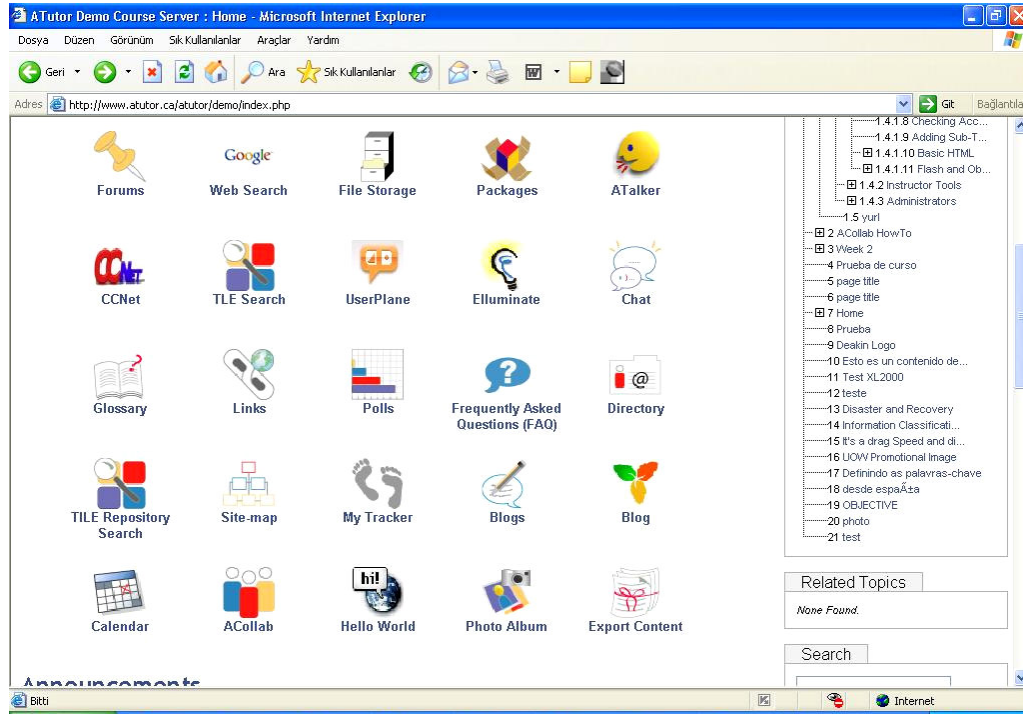 ATutor Demo Course Server : Home - Microsoft Internet Explorer
Dosya Düzen Görünüm Sık Kullanılanlar Araçlar Yardım
Geri Ara Sık Kullanılanlar
Adres http://www.atutor.ca/atutor/demo/index.php Git Bağlantıla
Google
Forums Web Search File Storage Packages ATalker
CCNet
CCNet TLE Search UserPlane Elluminate Chat
Glossary Links Polls Frequently Asked Directory
Questions (FAQ)
TILE Repository Site-map My Tracker Blogs Blog
Search
hi!
Calendar ACollab Hello World Photo Album Export Content
Announcements
1.4.1.8 Checking Acc...
1.4.1.9 Adding Sub-T...
1.4.1.10 Basic HTML
1.4.1.11 Flash and Ob...
1.4.2 Instructor Tools
1.4.3 Administrators
1.5 yurl
2 ACollab HowTo
3 Week 2
4 Prueba de curso
5 page title
6 page title
7 Home
8 Prueba
9 Deakin Logo
10 Esto es un contenido de...
11 Test XL2000
12 teste
13 Disaster and Recovery
14 Information Classificati...
15 It's a drag Speed and di...
16 UOW Promotional Image
17 Definindo as palavras-chave
18 desde espaÃ±a
19 OBJECTIVE
20 photo
21 test
Related Topics
None Found.
Search
Bitti Internet